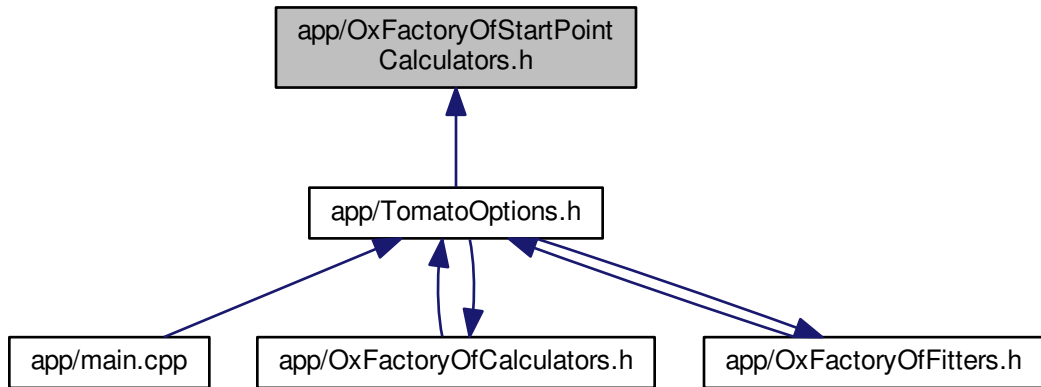 app/OxFactoryOfStartPoint
Calculators.h
app/TomatoOptions.h
app/main.cpp
app/OxFactoryOfCalculators.h
app/OxFactoryOfFitters.h